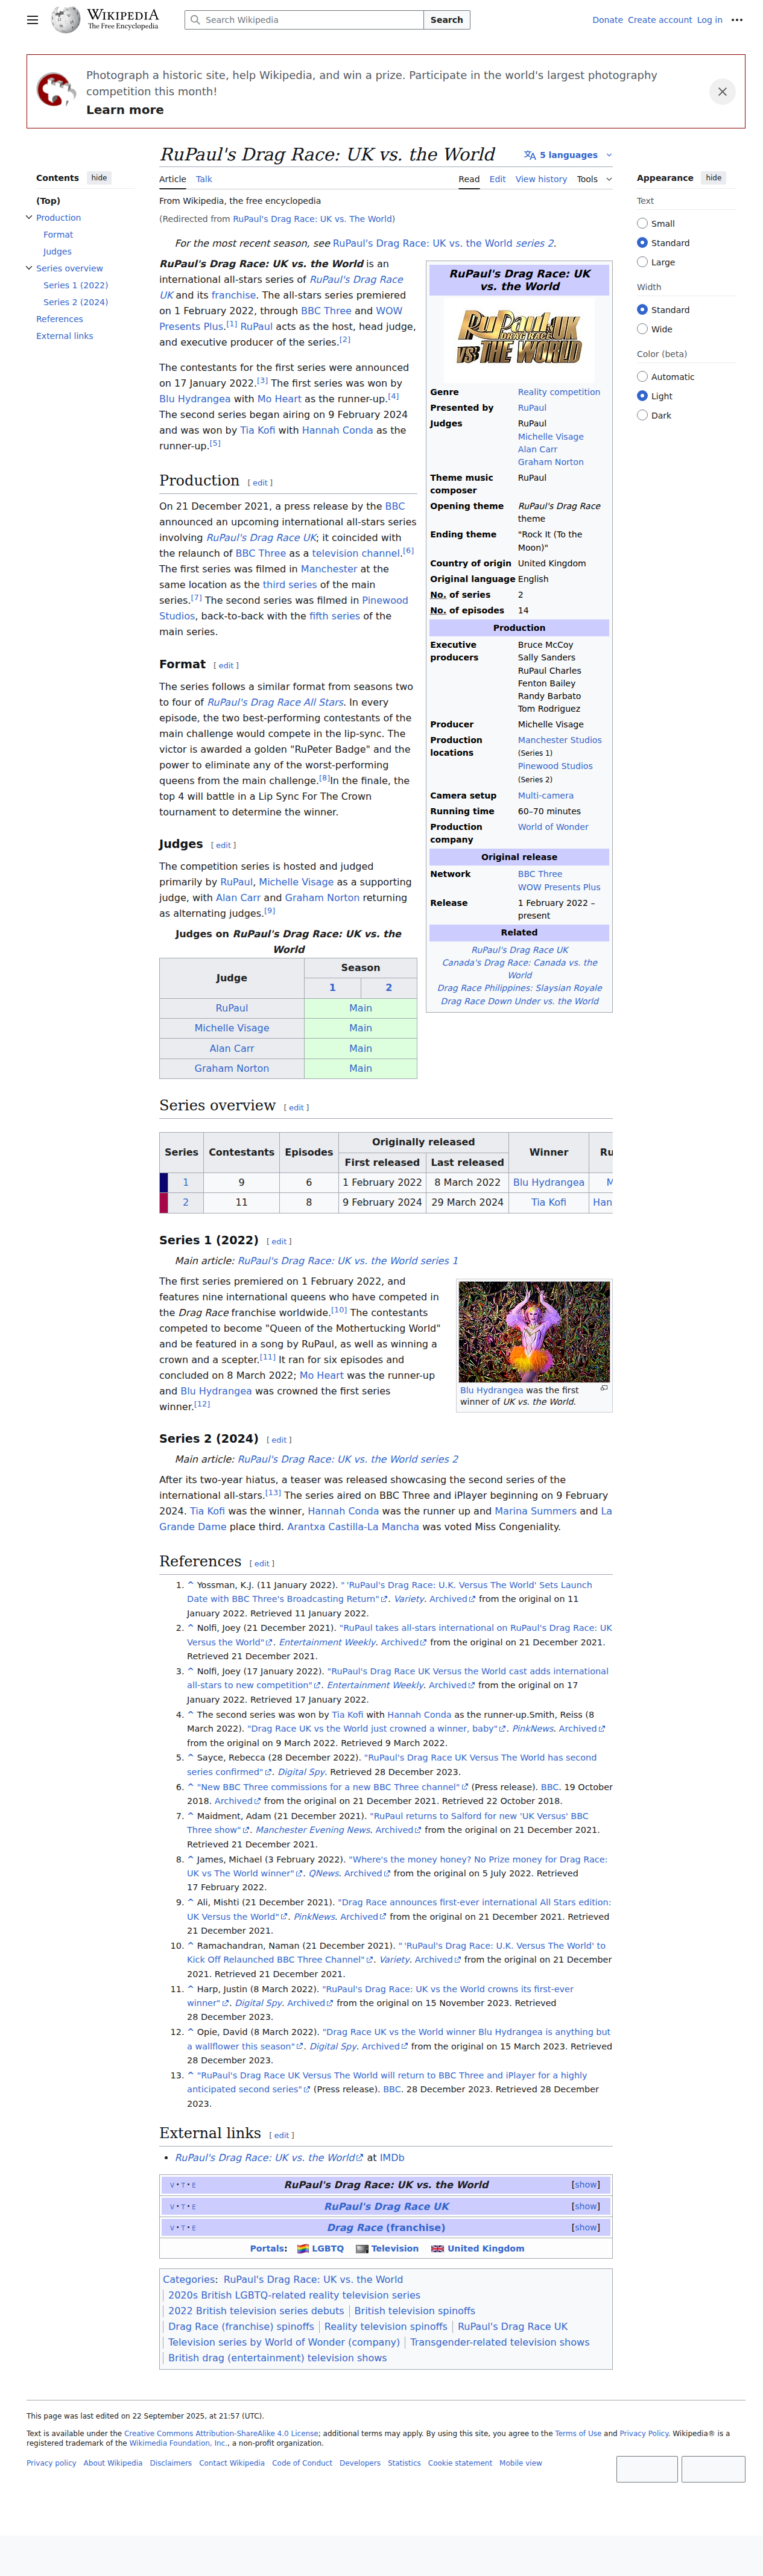 WIKIPEDIA
The Free Encyclopedia
Search Wikipedia
Search
Donate Create account Log in
Photograph a historic site, help Wikipedia, and win a prize. Participate in the world's largest photography
competition this month!
Learn more
Contents hide
(Top)
Production
Format
Judges
Series overview
Series 1 (2022)
Series 2 (2024)
References
External links
RuPaul's Drag Race: UK vs. the World
5 languages
Article Talk
Read Edit View history Tools
From Wikipedia, the free encyclopedia
(Redirected from RuPaul's Drag Race: UK vs. The World)
For the most recent season, see RuPaul's Drag Race: UK vs. the World series 2.
RuPaul's Drag Race: UK vs. the World is an
international all-stars series of RuPaul's Drag Race
UK and its franchise. The all-stars series premiered
on 1 February 2022, through BBC Three and WOW
Presents Plus.[1] RuPaul acts as the host, head judge,
and executive producer of the series.[2]
The contestants for the first series were announced
on 17 January 2022.[3] The first series was won by
Blu Hydrangea with Mo Heart as the runner-up.[4]
The second series began airing on 9 February 2024
and was won by Tia Kofi with Hannah Conda as the
runner-up.[5]
Production [ edit ]
On 21 December 2021, a press release by the BBC
announced an upcoming international all-stars series
involving RuPaul's Drag Race UK; it coincided with
the relaunch of BBC Three as a television channel.[6]
The first series was filmed in Manchester at the
same location as the third series of the main
series.[7] The second series was filmed in Pinewood
Studios, back-to-back with the fifth series of the
main series.
Format [ edit ]
The series follows a similar format from seasons two
to four of RuPaul's Drag Race All Stars. In every
episode, the two best-performing contestants of the
main challenge would compete in the lip-sync. The
victor is awarded a golden "RuPeter Badge" and the
power to eliminate any of the worst-performing
queens from the main challenge.[8]In the finale, the
top 4 will battle in a Lip Sync For The Crown
tournament to determine the winner.
Judges [ edit ]
The competition series is hosted and judged
primarily by RuPaul, Michelle Visage as a supporting
judge, with Alan Carr and Graham Norton returning
as alternating judges.[9]
Judges on RuPaul's Drag Race: UK vs. the
World
Judge Season
1 2
RuPaul Main
Michelle Visage Main
Alan Carr Main
Graham Norton Main
RuPaul's Drag Race: UK
vs. the World
RuPaul's Drag Race UK
vs THE WORLD
Genre Reality competition
Presented by RuPaul
Judges RuPaul
Michelle Visage
Alan Carr
Graham Norton
Theme music RuPaul
composer
Opening theme RuPaul's Drag Race
theme
Ending theme "Rock It (To the
Moon)"
Country of origin United Kingdom
Original language English
No. of series 2
No. of episodes 14
Production
Executive Bruce McCoy
producers Sally Sanders
RuPaul Charles
Fenton Bailey
Randy Barbato
Tom Rodriguez
Producer Michelle Visage
Production Manchester Studios
locations (Series 1)
Pinewood Studios
(Series 2)
Camera setup Multi-camera
Running time 60–70 minutes
Production World of Wonder
company
Original release
Network BBC Three
WOW Presents Plus
Release 1 February 2022 –
present
Related
RuPaul's Drag Race UK
Canada's Drag Race: Canada vs. the
World
Drag Race Philippines: Slaysian Royale
Drag Race Down Under vs. the World
Appearance hide
Text
Small
Standard
Large
Width
Standard
Wide
Color (beta)
Automatic
Light
Dark
Series overview [ edit ]
Series Contestants Episodes Originally released Winner Ru
First released Last released
1 9 6 1 February 2022 8 March 2022 Blu Hydrangea M
2 11 8 9 February 2024 29 March 2024 Tia Kofi Han
Series 1 (2022) [ edit ]
Main article: RuPaul's Drag Race: UK vs. the World series 1
The first series premiered on 1 February 2022, and
features nine international queens who have competed in
the Drag Race franchise worldwide.[10] The contestants
competed to become "Queen of the Mothertucking World"
and be featured in a song by RuPaul, as well as winning a
crown and a scepter.[11] It ran for six episodes and
concluded on 8 March 2022; Mo Heart was the runner-up
and Blu Hydrangea was crowned the first series
winner.[12]
Blu Hydrangea was the first
winner of UK vs. the World.
Series 2 (2024) [ edit ]
Main article: RuPaul's Drag Race: UK vs. the World series 2
After its two-year hiatus, a teaser was released showcasing the second series of the
international all-stars.[13] The series aired on BBC Three and iPlayer beginning on 9 February
2024. Tia Kofi was the winner, Hannah Conda was the runner up and Marina Summers and La
Grande Dame place third. Arantxa Castilla-La Mancha was voted Miss Congeniality.
References [ edit ]
1. ^ Yossman, K.J. (11 January 2022). " 'RuPaul's Drag Race: U.K. Versus The World' Sets Launch
Date with BBC Three's Broadcasting Return". Variety. Archived from the original on 11
January 2022. Retrieved 11 January 2022.
2. ^ Nolfi, Joey (21 December 2021). "RuPaul takes all-stars international on RuPaul's Drag Race: UK
Versus the World". Entertainment Weekly. Archived from the original on 21 December 2021.
Retrieved 21 December 2021.
3. ^ Nolfi, Joey (17 January 2022). "RuPaul's Drag Race UK Versus the World cast adds international
all-stars to new competition". Entertainment Weekly. Archived from the original on 17
January 2022. Retrieved 17 January 2022.
4. ^ The second series was won by Tia Kofi with Hannah Conda as the runner-up.Smith, Reiss (8
March 2022). "Drag Race UK vs the World just crowned a winner, baby". PinkNews. Archived
from the original on 9 March 2022. Retrieved 9 March 2022.
5. ^ Sayce, Rebecca (28 December 2022). "RuPaul's Drag Race UK Versus The World has second
series confirmed". Digital Spy. Retrieved 28 December 2023.
6. ^ "New BBC Three commissions for a new BBC Three channel" (Press release). BBC. 19 October
2018. Archived from the original on 21 December 2021. Retrieved 22 October 2018.
7. ^ Maidment, Adam (21 December 2021). "RuPaul returns to Salford for new 'UK Versus' BBC
Three show". Manchester Evening News. Archived from the original on 21 December 2021.
Retrieved 21 December 2021.
8. ^ James, Michael (3 February 2022). "Where's the money honey? No Prize money for Drag Race:
UK vs The World winner". QNews. Archived from the original on 5 July 2022. Retrieved
17 February 2022.
9. ^ Ali, Mishti (21 December 2021). "Drag Race announces first-ever international All Stars edition:
UK Versus the World". PinkNews. Archived from the original on 21 December 2021. Retrieved
21 December 2021.
10. ^ Ramachandran, Naman (21 December 2021). " 'RuPaul's Drag Race: U.K. Versus The World' to
Kick Off Relaunched BBC Three Channel". Variety. Archived from the original on 21 December
2021. Retrieved 21 December 2021.
11. ^ Harp, Justin (8 March 2022). "RuPaul's Drag Race: UK vs the World crowns its first-ever
winner". Digital Spy. Archived from the original on 15 November 2023. Retrieved
28 December 2023.
12. ^ Opie, David (8 March 2022). "Drag Race UK vs the World winner Blu Hydrangea is anything but
a wallflower this season". Digital Spy. Archived from the original on 15 March 2023. Retrieved
28 December 2023.
13. ^ "RuPaul's Drag Race UK Versus The World will return to BBC Three and iPlayer for a highly
anticipated second series" (Press release). BBC. 28 December 2023. Retrieved 28 December
2023.
External links [ edit ]
• RuPaul's Drag Race: UK vs. the World at IMDb
V • T • E RuPaul's Drag Race: UK vs. the World [show]
V • T • E RuPaul's Drag Race UK [show]
V • T • E Drag Race (franchise) [show]
Portals: LGBTQ Television United Kingdom
Categories: RuPaul's Drag Race: UK vs. the World
2020s British LGBTQ-related reality television series
2022 British television series debuts British television spinoffs
Drag Race (franchise) spinoffs Reality television spinoffs RuPaul's Drag Race UK
Television series by World of Wonder (company) Transgender-related television shows
British drag (entertainment) television shows
This page was last edited on 22 September 2025, at 21:57 (UTC).
Text is available under the Creative Commons Attribution-ShareAlike 4.0 License; additional terms may apply. By using this site, you agree to the Terms of Use and Privacy Policy. Wikipedia® is a
registered trademark of the Wikimedia Foundation, Inc., a non-profit organization.
Privacy policy About Wikipedia Disclaimers Contact Wikipedia Code of Conduct Developers Statistics Cookie statement Mobile view